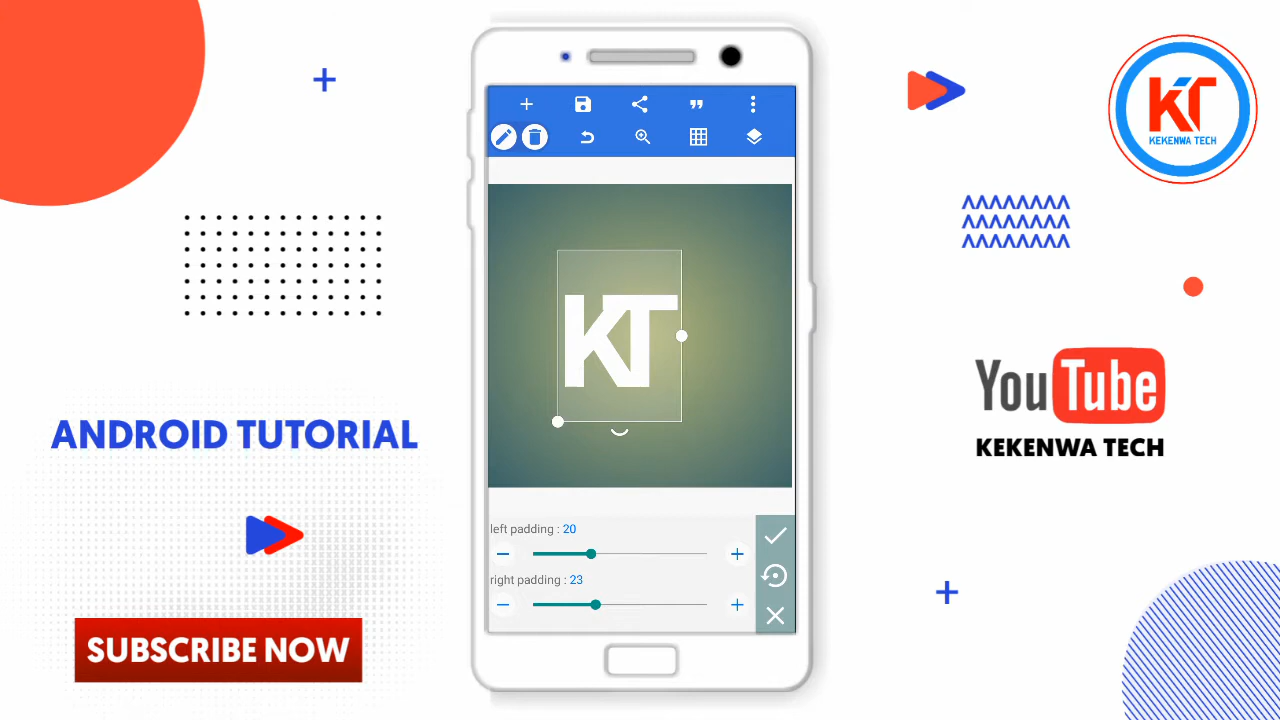 KT
KEKENWA TECH
KT
ANDROID TUTORIAL
YouTube
KEKENWA TECH
left padding : 20
right padding : 23
SUBSCRIBE NOW